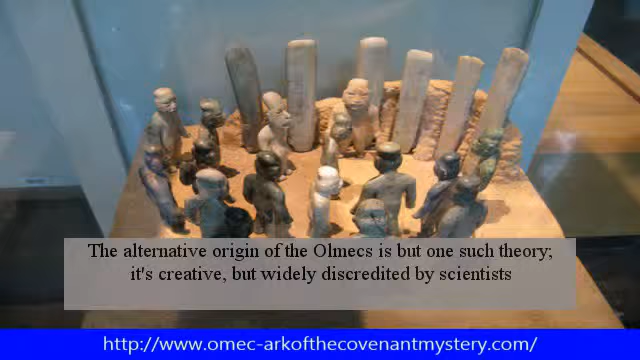 The alternative origin of the Olmecs is but one such theory;
it's creative, but widely discredited by scientists
http://www.omec-arkofthecovenantmystery.com/